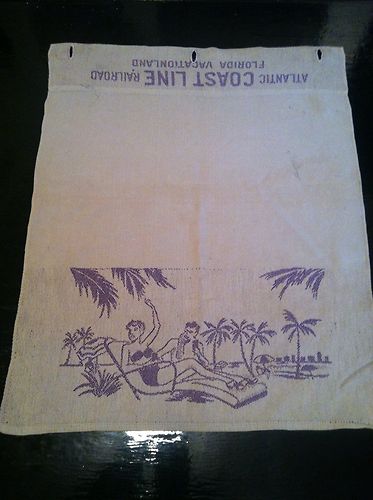 ATLANTIC COAST LINE RAILROAD
FLORIDA VACATIONLAND